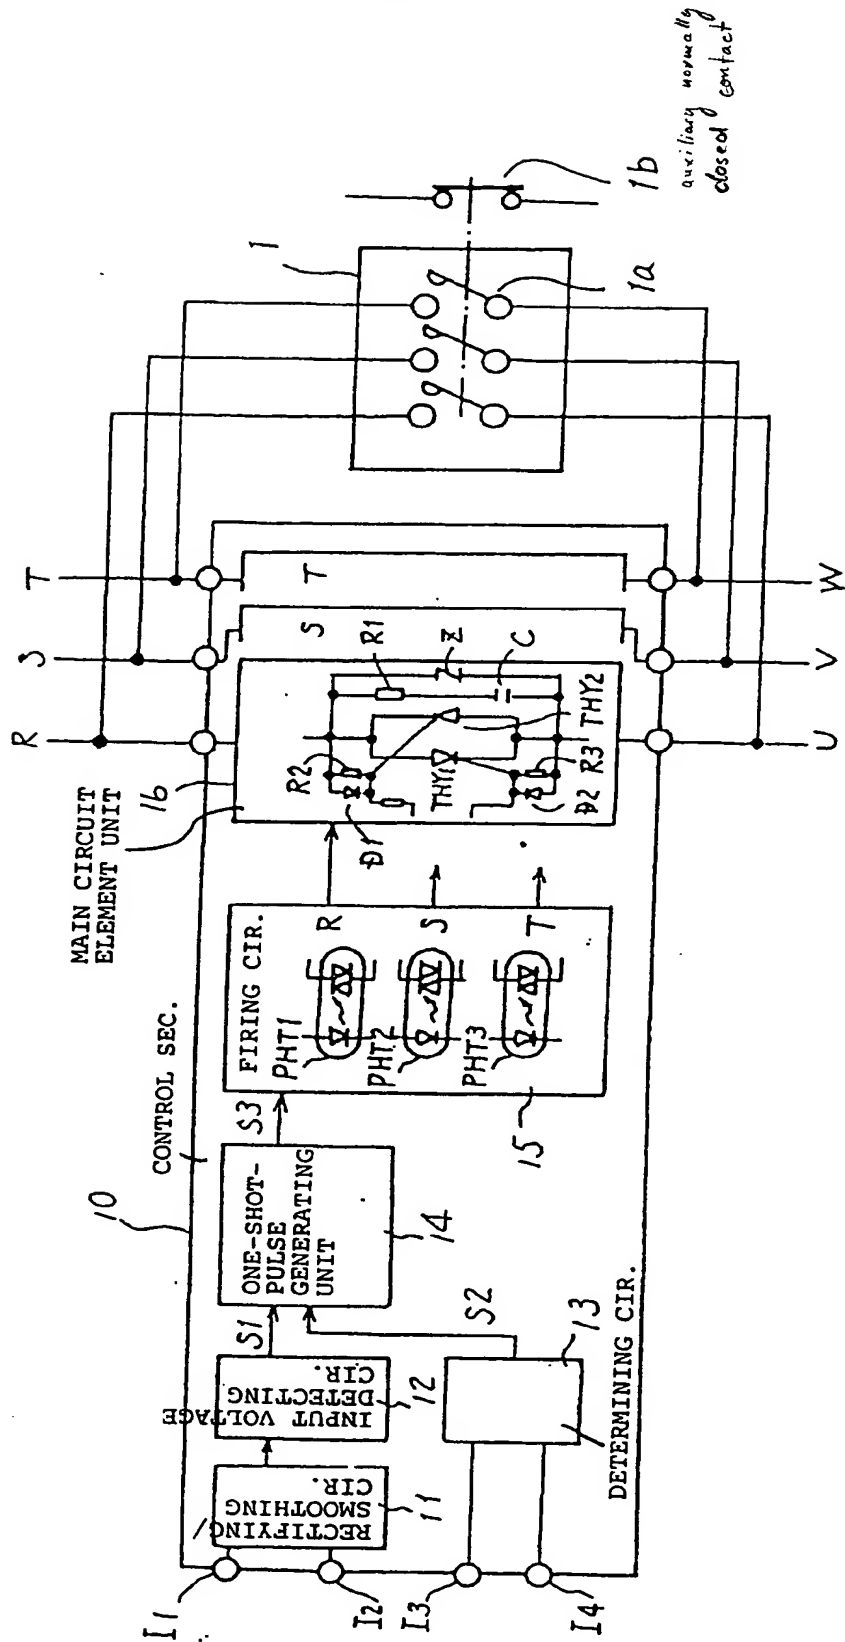 auxiliary normally
closed contact
1b
1
1a
T
S
R
T
S
R1
Z
C
THY2
R2
THY1
R3
D1
D2
W
V
U
16
MAIN CIRCUIT
ELEMENT UNIT
CONTROL SEC.
10
FIRING CIR.
PHT1
R
PHT2
S
PHT3
T
15
S3
ONE-SHOT-
PULSE
GENERATING
UNIT
14
S1
S2
INPUT VOLTAGE
DETECTING
CIR.
12
13
DETERMINING CIR.
RECTIFYING/
SMOOTHING
CIR.
11
I1
I2
I3
I4